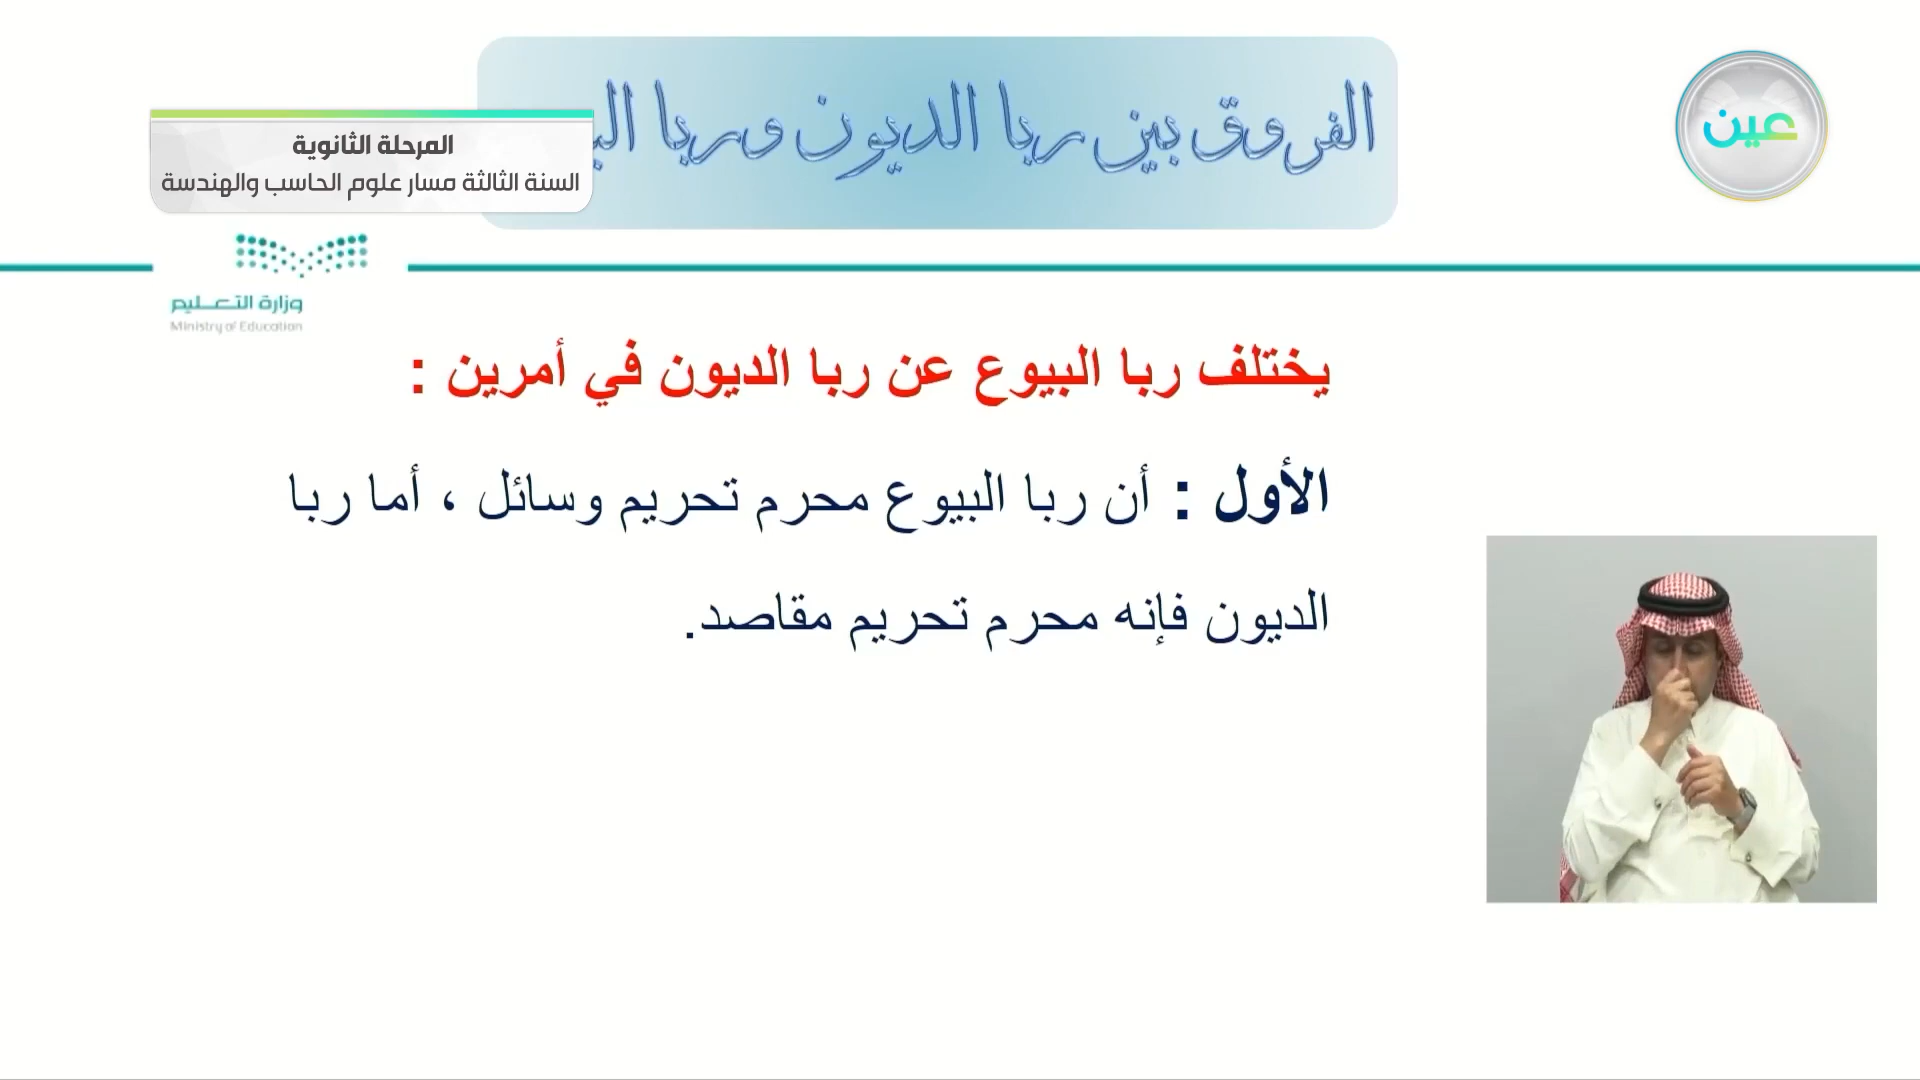 الفروق بين ربا الديون وربا
عين
المرحلة الثانوية
السنة الثالثة مسار علوم الحاسب والهندسة
وزارة التعليم
Ministry of Education
يختلف ربا البيوع عن ربا الديون في أمرين :
الأول : أن ربا البيوع محرم تحريم وسائل ، أما ربا
الديون فإنه محرم تحريم مقاصد.